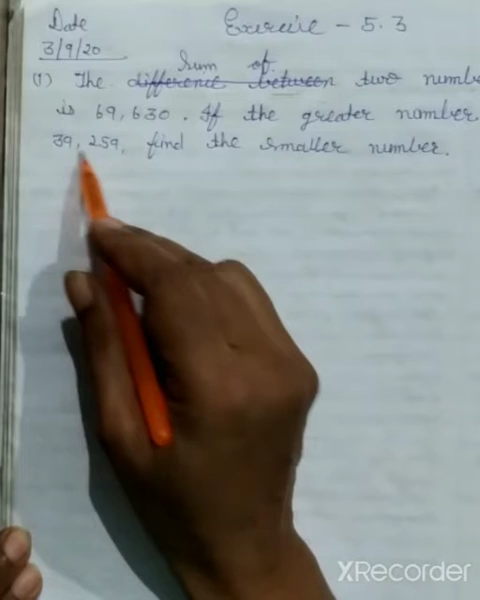 Date Exercise - 5.3
3/9/20
Sum of
(1) The difference between two numbe
is 69,630. If the greater number
39,259, find the smaller number.
XRecorder